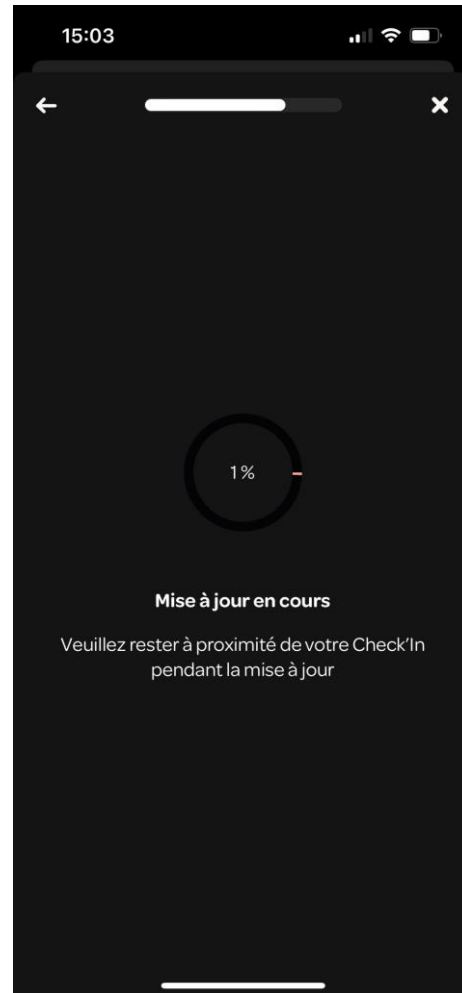 15:03
1%
Mise à jour en cours
Veuillez rester à proximité de votre Check'In
pendant la mise à jour